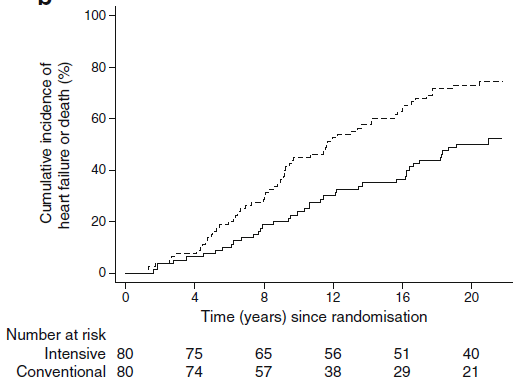 b
100
80
60
40
20
0
Cumulative incidence of
heart failure or death (%)
0 4 8 12 16 20
Time (years) since randomisation
Number at risk
Intensive 80 75 65 56 51 40
Conventional 80 74 57 38 29 21